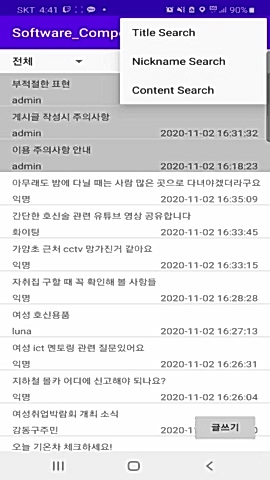 SKT 4:41 90%
Software_Compe
Title Search
Nickname Search
Content Search
전체
부적절한 표현
admin
게시글 작성시 주의사항
admin 2020-11-02 16:31:32
이용 주의사항 안내
admin 2020-11-02 16:18:23
아무래도 밤에 다닐 때는 사람 많은 곳으로 다녀야겠더라구요
익명 2020-11-02 16:35:09
간단한 호신술 관련 유튜브 영상 공유합니다
화이팅 2020-11-02 16:33:45
가양초 근처 cctv 망가진거 같아요
익명 2020-11-02 16:33:15
자취집 구할 때 꼭 확인해 볼 사항들
익명 2020-11-02 16:28:28
여성 호신용품
luna 2020-11-02 16:27:13
여성 ict 멘토링 관련 질문있어요
익명 2020-11-02 16:26:31
지하철 몰카 어디에 신고해야 되나요?
익명 2020-11-02 16:26:04
여성취업박람회 개최 소식
강동구주민
글쓰기
오늘 기온차 체크하세요!